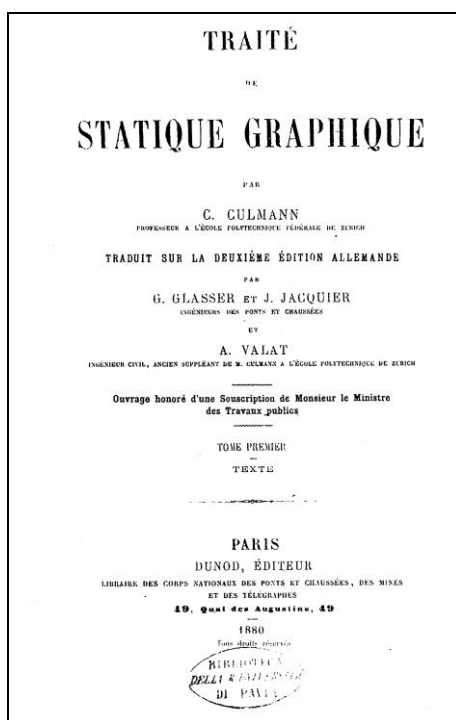 TRAITÉ
DE
STATIQUE GRAPHIQUE
PAR
C. CULMANN
PROFESSEUR A L'ÉCOLE POLYTECHNIQUE FÉDÉRALE DE ZURICH
TRADUIT SUR LA DEUXIÈME ÉDITION ALLEMANDE
PAR
G. GLASSER ET J. JACQUIER
INGÉNIEURS DES PONTS ET CHAUSSÉES
ET
A. VALAT
INGÉNIEUR CIVIL, ANCIEN SUPPLÉANT DE M. CULMANN A L'ÉCOLE POLYTECHNIQUE DE ZURICH
Ouvrage honoré d'une Souscription de Monsieur le Ministre
des Travaux publics
TOME PREMIER
TEXTE
PARIS
DUNOD, ÉDITEUR
LIBRAIRE DES CORPS NATIONAUX DES PONTS ET CHAUSSÉES, DES MINES
ET DES TÉLÉGRAPHES
49, Quai des Augustins, 49
1880
Tous droits réservés
BIBLIOTECA
DELLA R UNIVERSITÀ
DI PAVIA